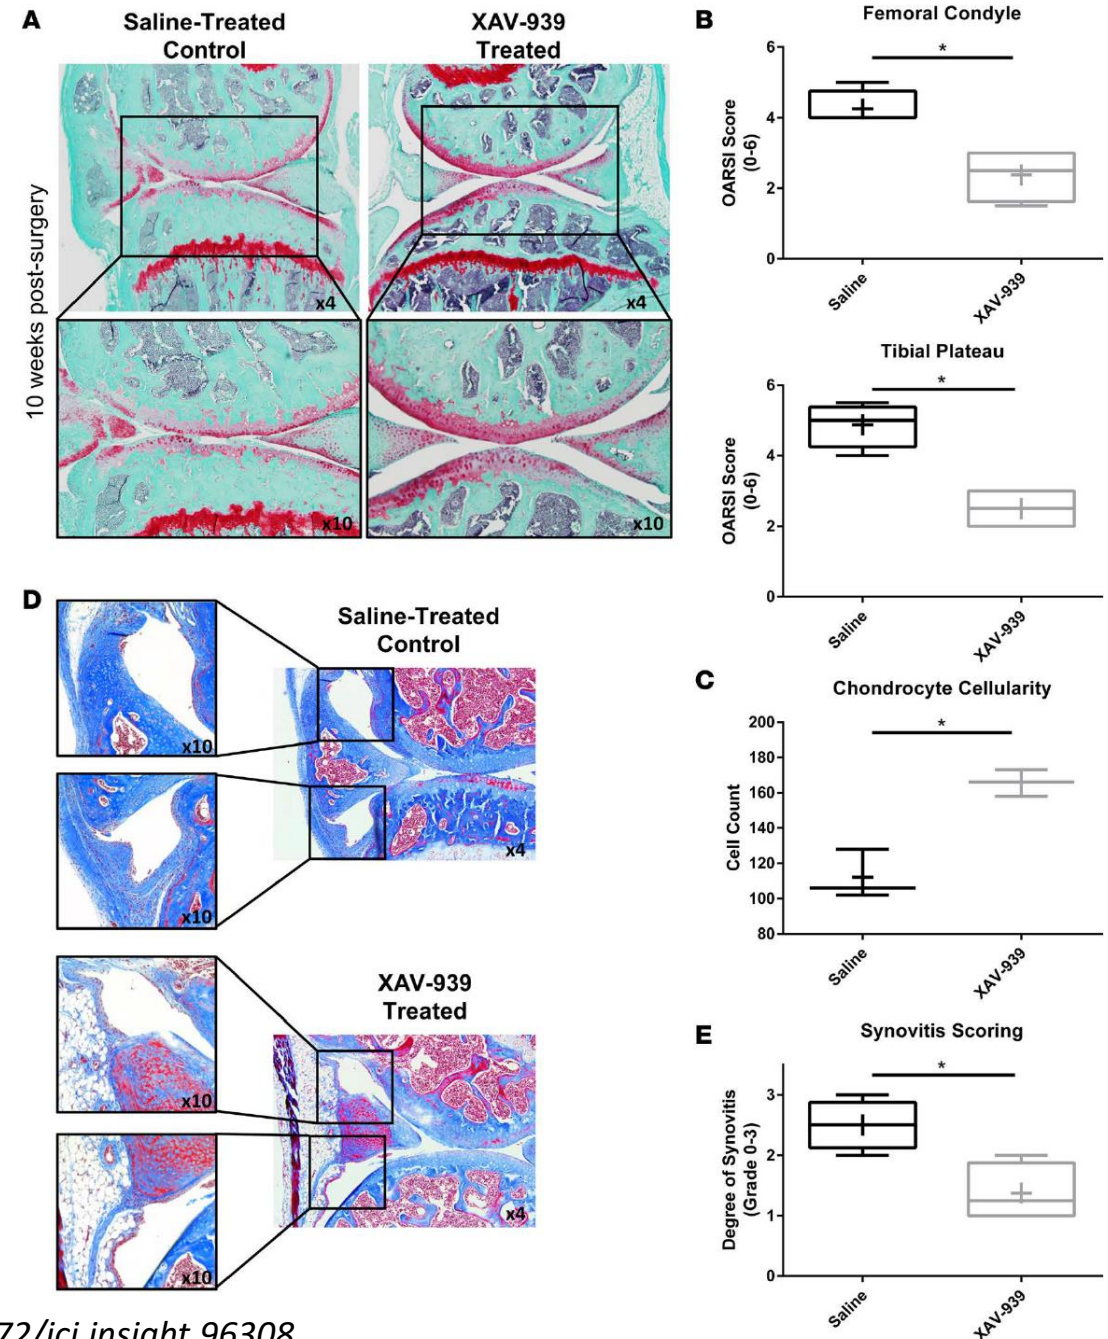 A
Saline-Treated
Control
XAV-939
Treated
10 weeks post-surgery
x4
x4
x10
x10
B
Femoral Condyle
*
OARSI Score
(0-6)
6
4
2
0
Saline
XAV-939
Tibial Plateau
*
OARSI Score
(0-6)
6
4
2
0
Saline
XAV-939
C
Chondrocyte Cellularity
*
Cell Count
200
180
160
140
120
100
80
Saline
XAV-939
D
Saline-Treated
Control
x10
x10
x4
XAV-939
Treated
x10
x10
x4
E
Synovitis Scoring
*
Degree of Synovitis
(Grade 0-3)
3
2
1
0
Saline
XAV-939
72/jci.insight.96308